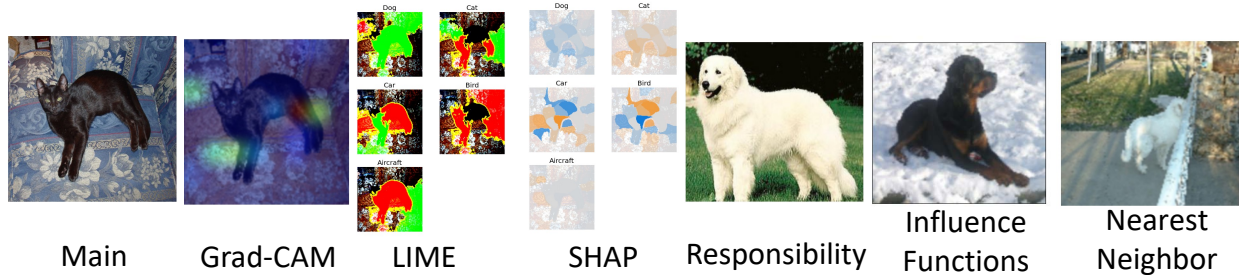 Dog
Cat
Car
Bird
Aircraft
Dog
Cat
Car
Bird
Aircraft
Main
Grad-CAM
LIME
SHAP
Responsibility
Influence
Functions
Nearest
Neighbor